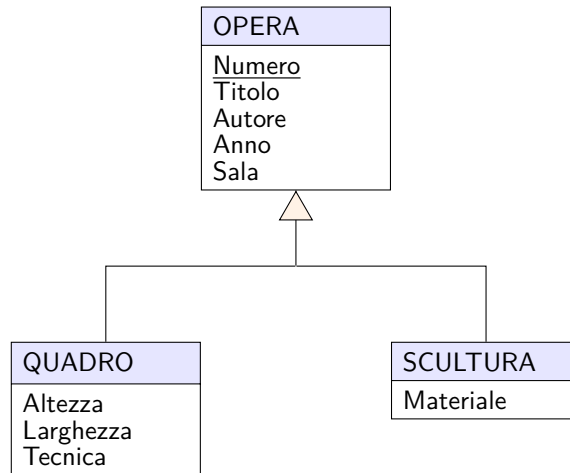 OPERA
Numero
Titolo
Autore
Anno
Sala
QUADRO
Altezza
Larghezza
Tecnica
SCULTURA
Materiale